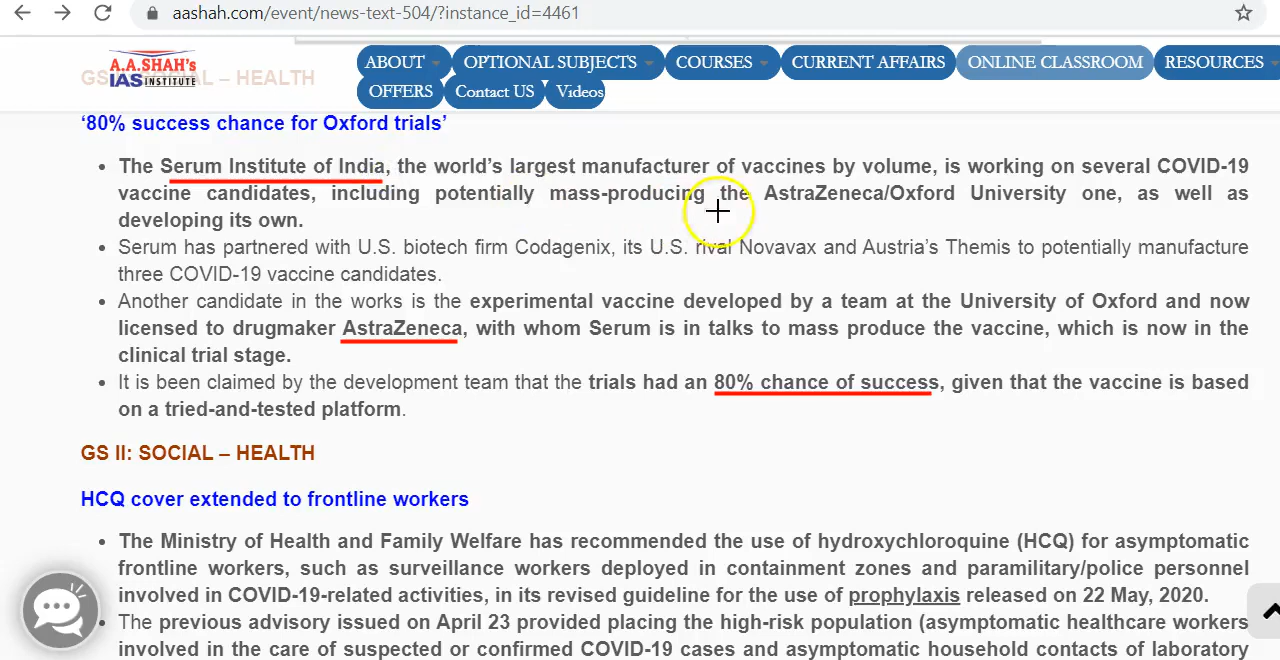 aashah.com/event/news-text-504/?instance_id=4461
A.A.SHAH's
IAS INSTITUTE
ABOUT
OPTIONAL SUBJECTS
COURSES
CURRENT AFFAIRS
ONLINE CLASSROOM
RESOURCES
OFFERS
Contact US
Videos
GS II: SOCIAL – HEALTH
‘80% success chance for Oxford trials’
• The Serum Institute of India, the world’s largest manufacturer of vaccines by volume, is working on several COVID-19
vaccine candidates, including potentially mass-producing the AstraZeneca/Oxford University one, as well as
developing its own.
• Serum has partnered with U.S. biotech firm Codagenix, its U.S. rival Novavax and Austria’s Themis to potentially manufacture
three COVID-19 vaccine candidates.
• Another candidate in the works is the experimental vaccine developed by a team at the University of Oxford and now
licensed to drugmaker AstraZeneca, with whom Serum is in talks to mass produce the vaccine, which is now in the
clinical trial stage.
• It is been claimed by the development team that the trials had an 80% chance of success, given that the vaccine is based
on a tried-and-tested platform.
GS II: SOCIAL – HEALTH
HCQ cover extended to frontline workers
• The Ministry of Health and Family Welfare has recommended the use of hydroxychloroquine (HCQ) for asymptomatic
frontline workers, such as surveillance workers deployed in containment zones and paramilitary/police personnel
involved in COVID-19-related activities, in its revised guideline for the use of prophylaxis released on 22 May, 2020.
• The previous advisory issued on April 23 provided placing the high-risk population (asymptomatic healthcare workers
involved in the care of suspected or confirmed COVID-19 cases and asymptomatic household contacts of laboratory